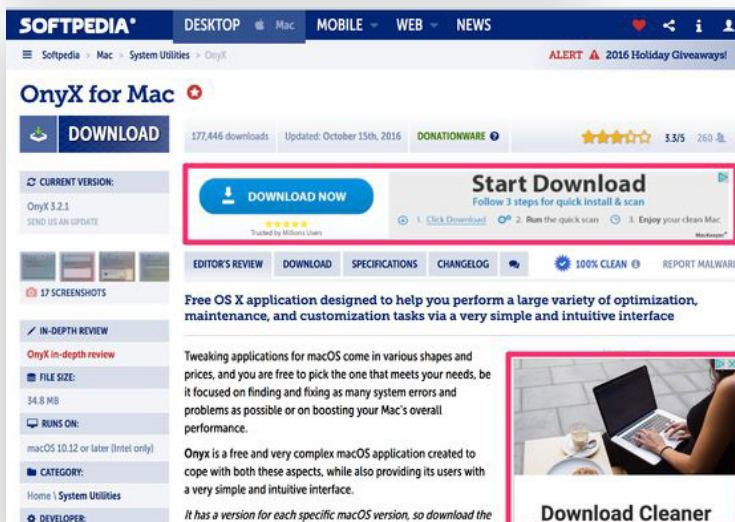 SOFTPEDIA®
DESKTOP Mac MOBILE WEB NEWS
Softpedia > Mac > System Utilities > OnyX
ALERT 2016 Holiday Giveaways!
OnyX for Mac
DOWNLOAD
177,446 downloads Updated: October 15th, 2016 DONATIONWARE 3.3/5 260
CURRENT VERSION:
OnyX 3.2.1
SEND US AN UPDATE
17 SCREENSHOTS
IN-DEPTH REVIEW
OnyX in-depth review
FILE SIZE:
34.8 MB
RUNS ON:
macOS 10.12 or later (Intel only)
CATEGORY:
Home \ System Utilities
DEVELOPER:
DOWNLOAD NOW
Trusted by Millions Users
Start Download
Follow 3 steps for quick install & scan
1. Click Download 2. Run the quick scan 3. Enjoy your clean Mac
MacKeeper
EDITOR'S REVIEW DOWNLOAD SPECIFICATIONS CHANGELOG 100% CLEAN REPORT MALWARE
Free OS X application designed to help you perform a large variety of optimization,
maintenance, and customization tasks via a very simple and intuitive interface
Tweaking applications for macOS come in various shapes and
prices, and you are free to pick the one that meets your needs, be
it focused on finding and fixing as many system errors and
problems as possible or on boosting your Mac's overall
performance.
Onyx is a free and very complex macOS application created to
cope with both these aspects, while also providing its users with
a very simple and intuitive interface.
It has a version for each specific macOS version, so download the
Download Cleaner